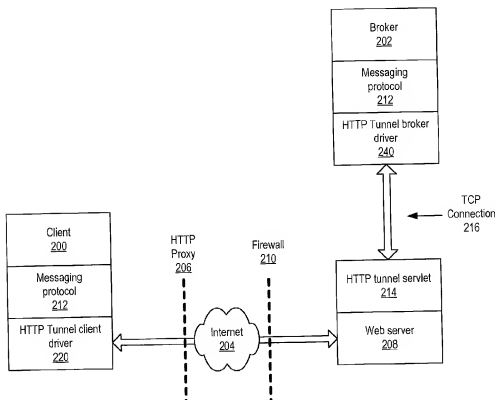 Broker
202
Messaging
protocol
212
HTTP Tunnel broker
driver
240
TCP
Connection
216
Client
200
Messaging
protocol
212
HTTP Tunnel client
driver
220
HTTP
Proxy
206
Firewall
210
Internet
204
HTTP tunnel servlet
214
Web server
208